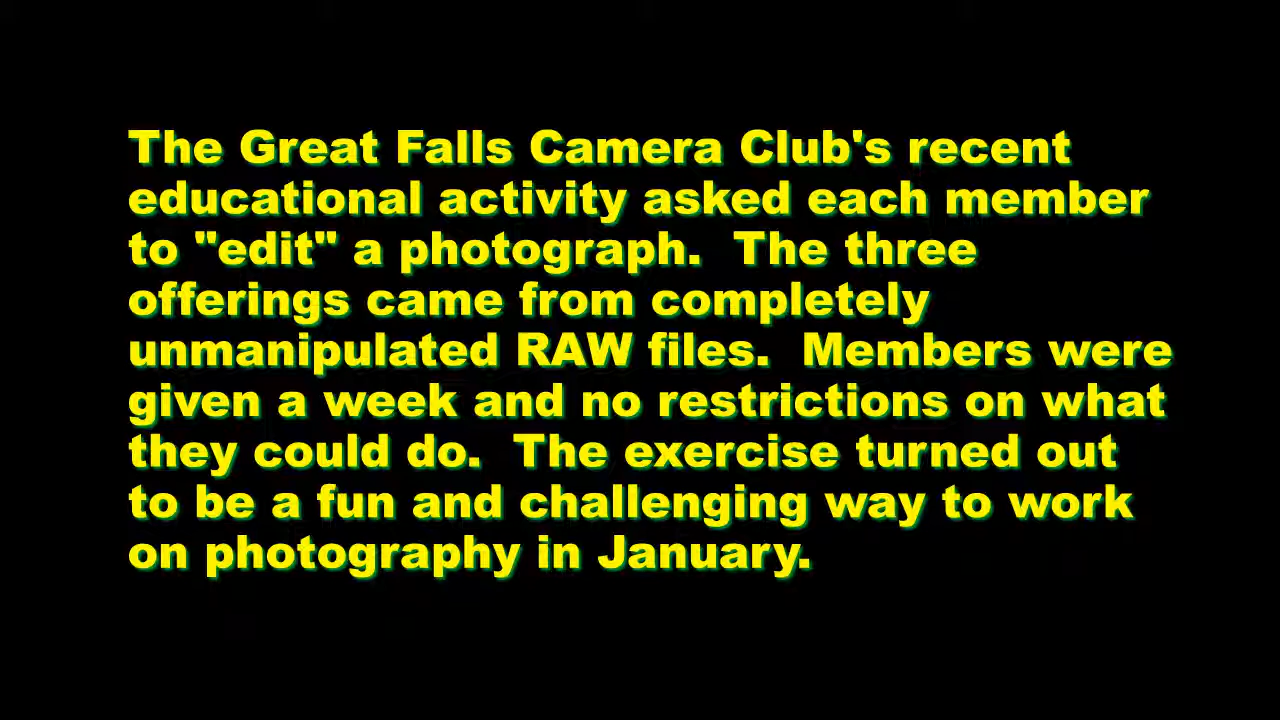 The Great Falls Camera Club's recent
educational activity asked each member
to "edit" a photograph.  The three
offerings came from completely
unmanipulated RAW files.  Members were
given a week and no restrictions on what
they could do.  The exercise turned out
to be a fun and challenging way to work
on photography in January.